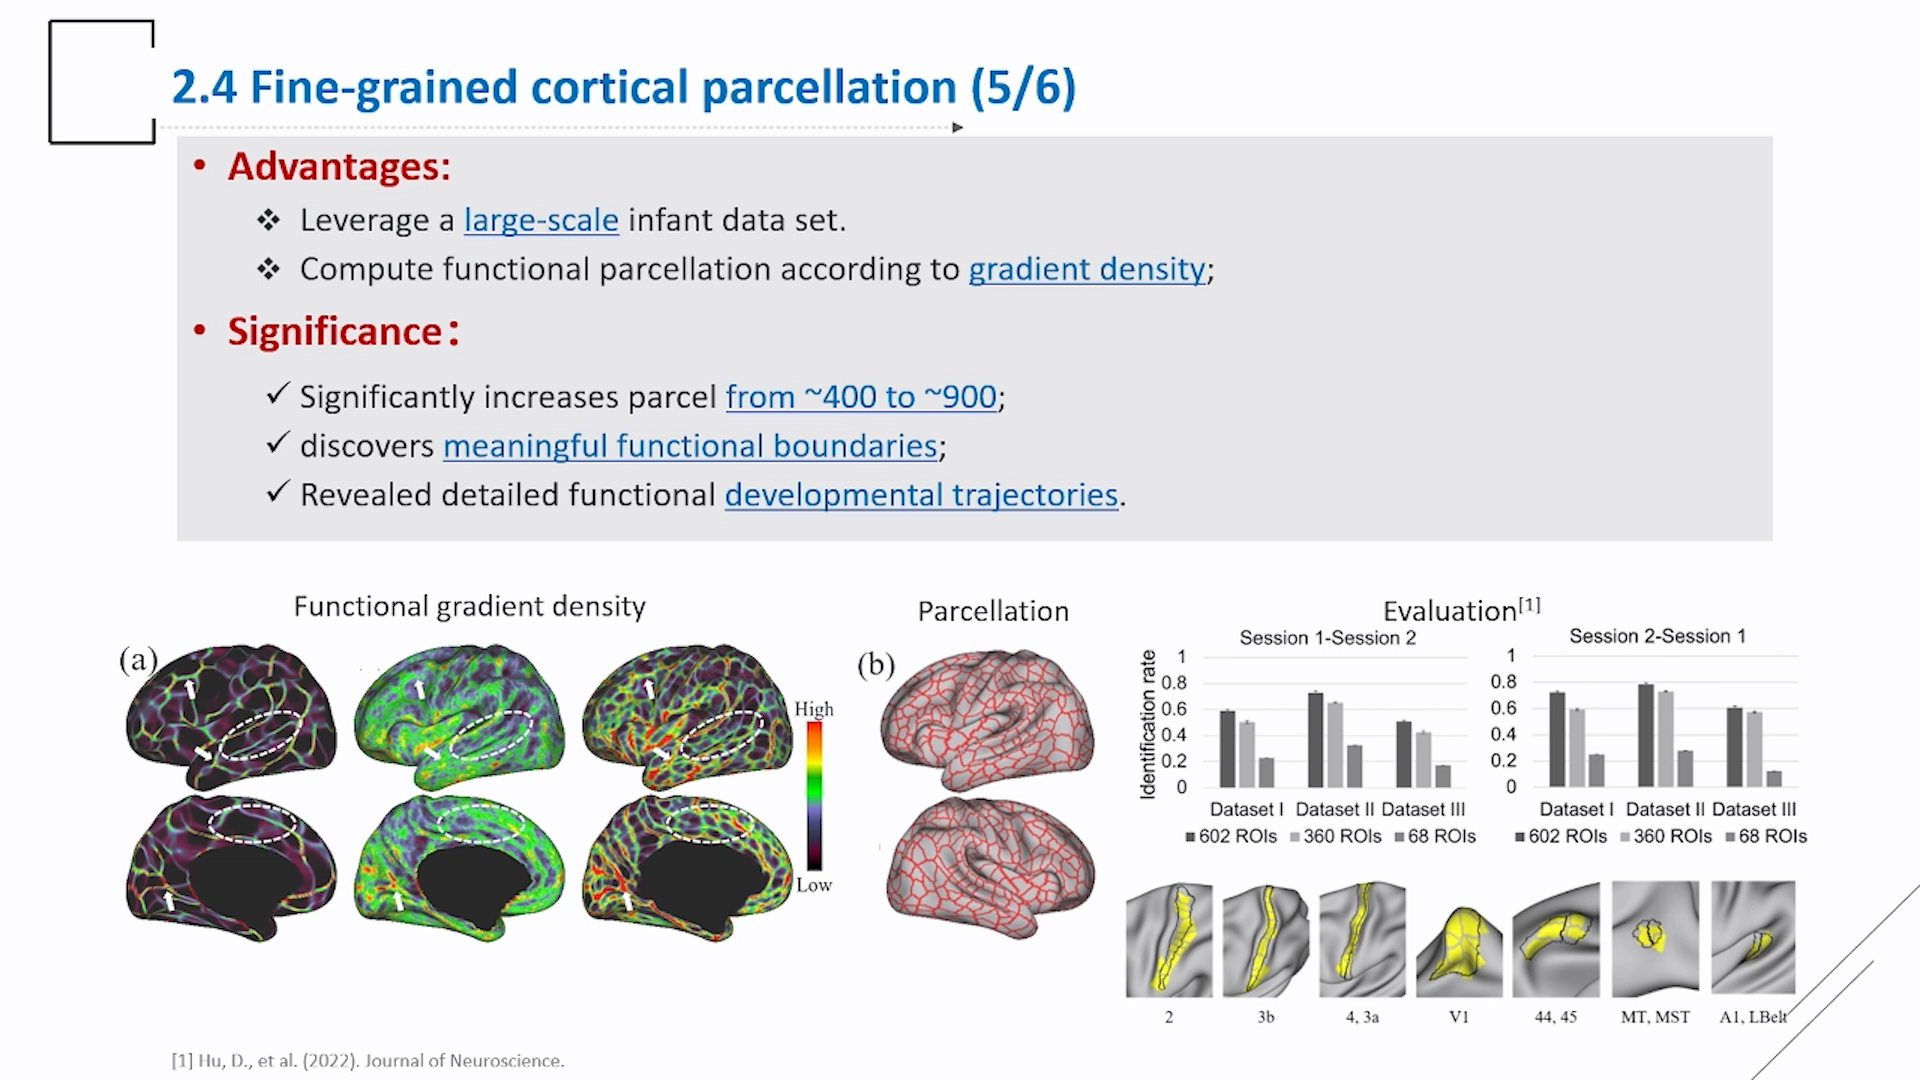 2.4 Fine-grained cortical parcellation (5/6)
• Advantages:
❖ Leverage a large-scale infant data set.
❖ Compute functional parcellation according to gradient density;
• Significance：
✓ Significantly increases parcel from ~400 to ~900;
✓ discovers meaningful functional boundaries;
✓ Revealed detailed functional developmental trajectories.
Functional gradient density
(a)
High
Low
Parcellation
(b)
Evaluation[1]
Session 1-Session 2
Identification rate
1
0.8
0.6
0.4
0.2
0
Dataset I Dataset II Dataset III
602 ROIs 360 ROIs 68 ROIs
Session 2-Session 1
1
0.8
0.6
0.4
0.2
0
Dataset I Dataset II Dataset III
602 ROIs 360 ROIs 68 ROIs
2 3b 4, 3a V1 44, 45 MT, MST A1, LBelt
[1] Hu, D., et al. (2022). Journal of Neuroscience.